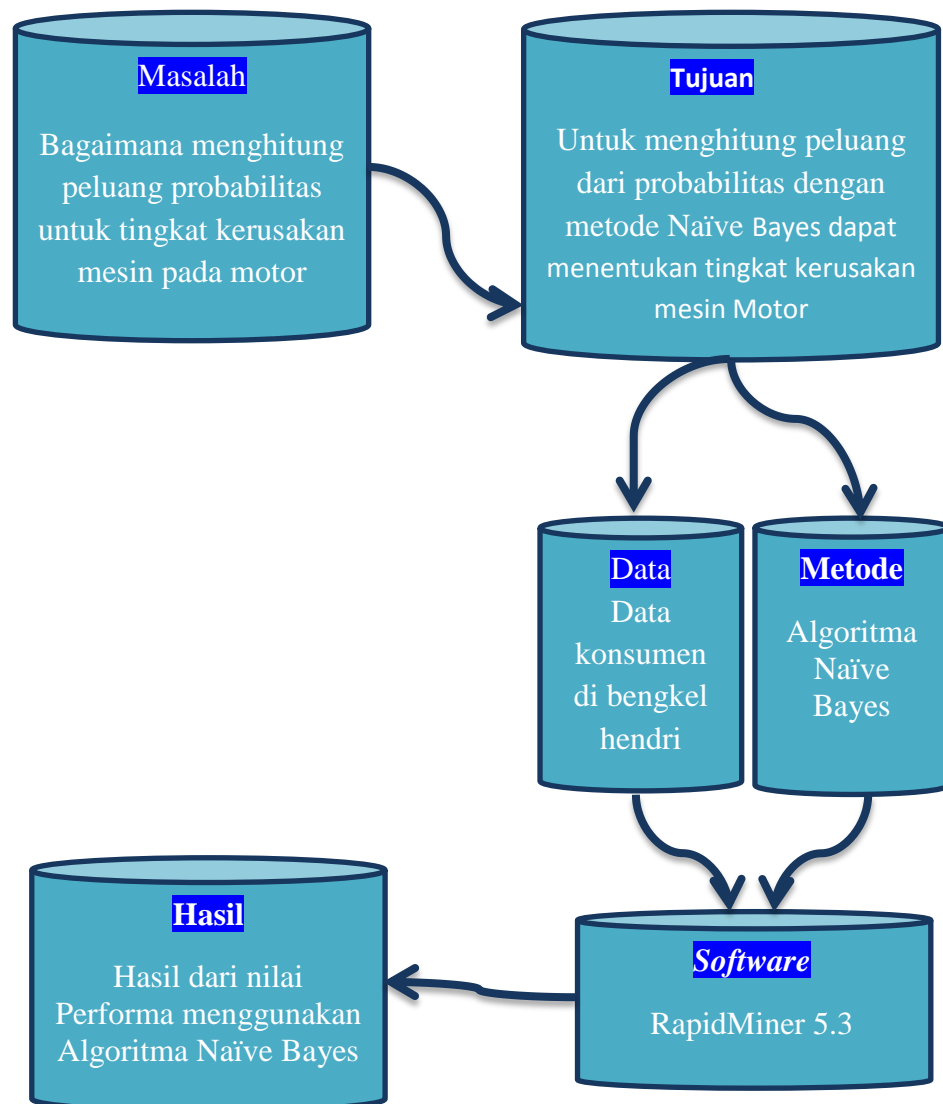 Masalah
Bagaimana menghitung
peluang probabilitas
untuk tingkat kerusakan
mesin pada motor
Tujuan
Untuk menghitung peluang
dari probabilitas dengan
metode Naïve Bayes dapat
menentukan tingkat kerusakan
mesin Motor
Data
Data
konsumen
di bengkel
hendri
Metode
Algoritma
Naïve
Bayes
Software
RapidMiner 5.3
Hasil
Hasil dari nilai
Performa menggunakan
Algoritma Naïve Bayes